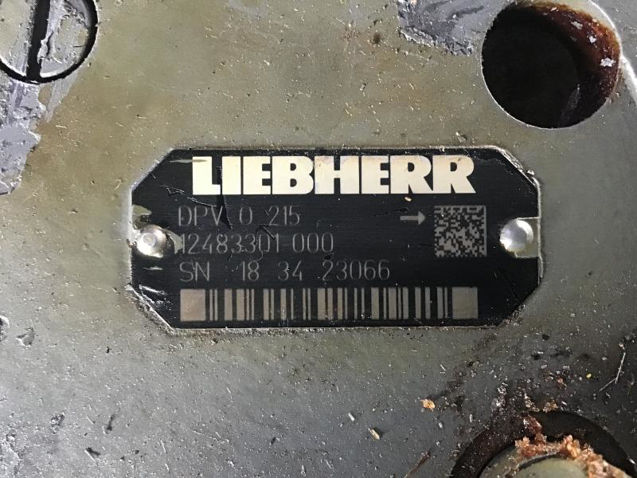 LIEBHERR
DPV O 215
12483301 000
SN 18 34 23066